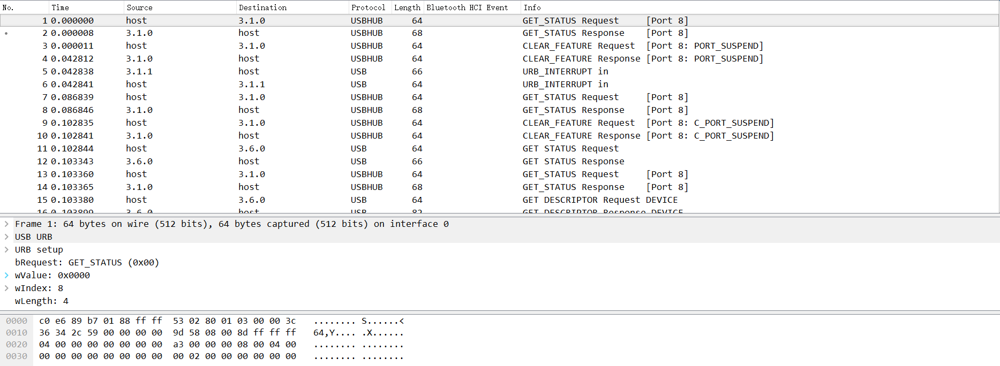 No. Time Source Destination Protocol Length Bluetooth HCI Event Info
1 0.000000 host 3.1.0 USBHUB 64 GET_STATUS Request [Port 8]
2 0.000008 3.1.0 host USBHUB 68 GET_STATUS Response [Port 8]
3 0.000011 host 3.1.0 USBHUB 64 CLEAR_FEATURE Request [Port 8: PORT_SUSPEND]
4 0.042812 3.1.0 host USBHUB 64 CLEAR_FEATURE Response [Port 8: PORT_SUSPEND]
5 0.042838 3.1.1 host USB 66 URB_INTERRUPT in
6 0.042841 host 3.1.1 USB 64 URB_INTERRUPT in
7 0.086839 host 3.1.0 USBHUB 64 GET_STATUS Request [Port 8]
8 0.086846 3.1.0 host USBHUB 68 GET_STATUS Response [Port 8]
9 0.102835 host 3.1.0 USBHUB 64 CLEAR_FEATURE Request [Port 8: C_PORT_SUSPEND]
10 0.102841 3.1.0 host USBHUB 64 CLEAR_FEATURE Response [Port 8: C_PORT_SUSPEND]
11 0.102844 host 3.6.0 USB 64 GET STATUS Request
12 0.103343 3.6.0 host USB 66 GET STATUS Response
13 0.103360 host 3.1.0 USBHUB 64 GET_STATUS Request [Port 8]
14 0.103365 3.1.0 host USBHUB 68 GET_STATUS Response [Port 8]
15 0.103380 host 3.6.0 USB 64 GET DESCRIPTOR Request DEVICE
16 0.103899 3.6.0 host USB 82 GET DESCRIPTOR Response DEVICE
Frame 1: 64 bytes on wire (512 bits), 64 bytes captured (512 bits) on interface 0
USB URB
URB setup
bRequest: GET_STATUS (0x00)
wValue: 0x0000
wIndex: 8
wLength: 4
0000 c0 e6 89 b7 01 88 ff ff 53 02 80 01 03 00 00 3c ........ S......<
0010 36 34 2c 59 00 00 00 00 9d 58 08 00 8d ff ff ff 64,Y.... .X......
0020 04 00 00 00 00 00 00 00 a3 00 00 00 08 00 04 00 ........ ........
0030 00 00 00 00 00 00 00 00 00 02 00 00 00 00 00 00 ........ ........